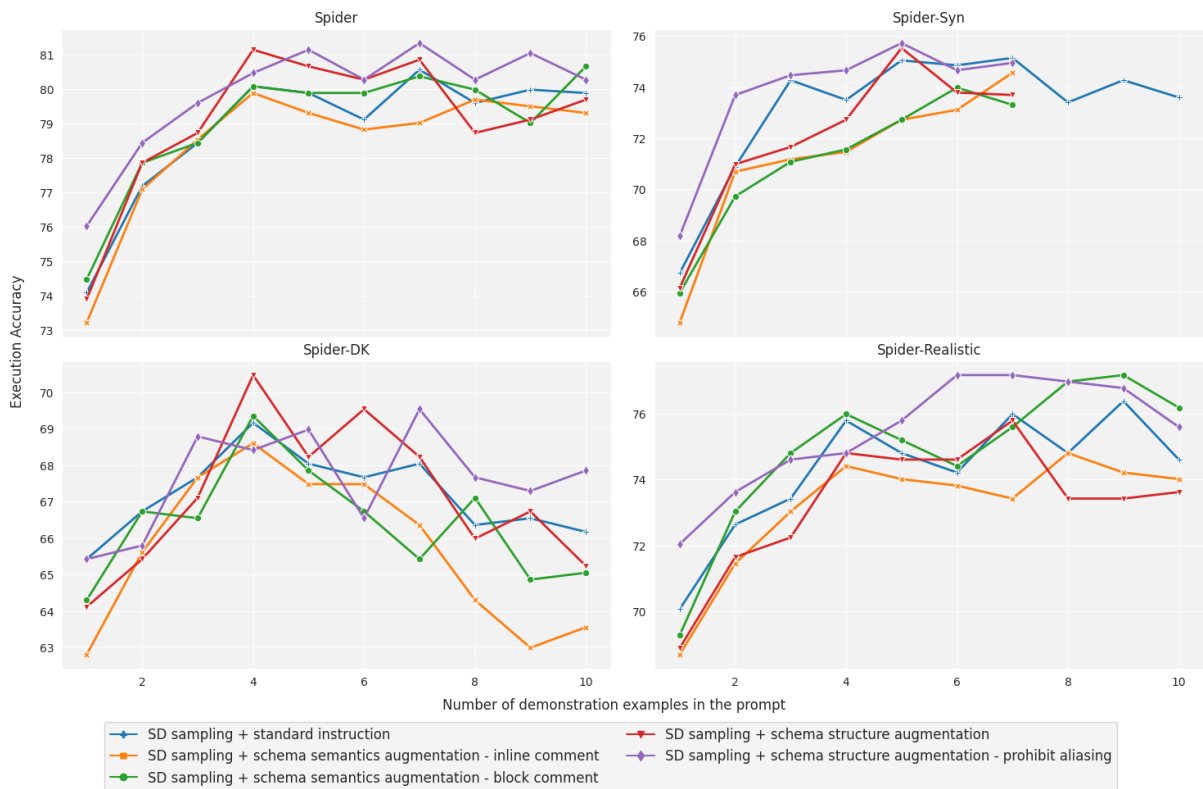 Spider
Spider-Syn
81
80
79
78
77
76
75
74
73
76
74
72
70
68
66
Execution Accuracy
Spider-DK
Spider-Realistic
70
69
68
67
66
65
64
63
76
74
72
70
2 4 6 8 10
2 4 6 8 10
Number of demonstration examples in the prompt
SD sampling + standard instruction
SD sampling + schema semantics augmentation - inline comment
SD sampling + schema semantics augmentation - block comment
SD sampling + schema structure augmentation
SD sampling + schema structure augmentation - prohibit aliasing